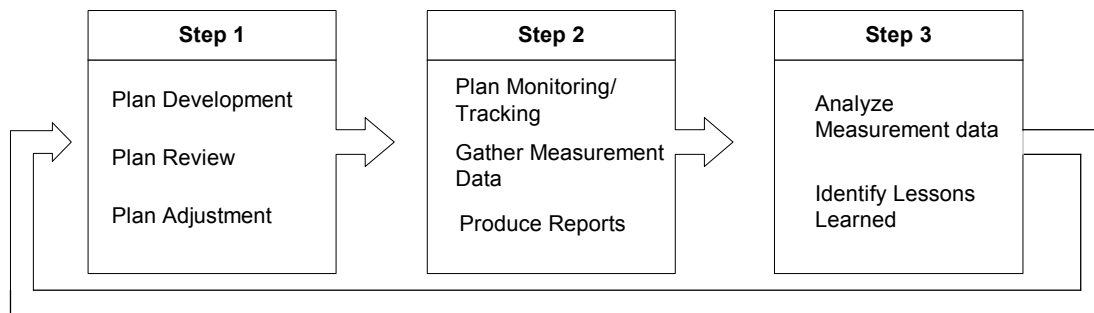 Step 1
Plan Development
Plan Review
Plan Adjustment
Step 2
Plan Monitoring/
Tracking
Gather Measurement
Data
Produce Reports
Step 3
Analyze
Measurement data
Identify Lessons
Learned